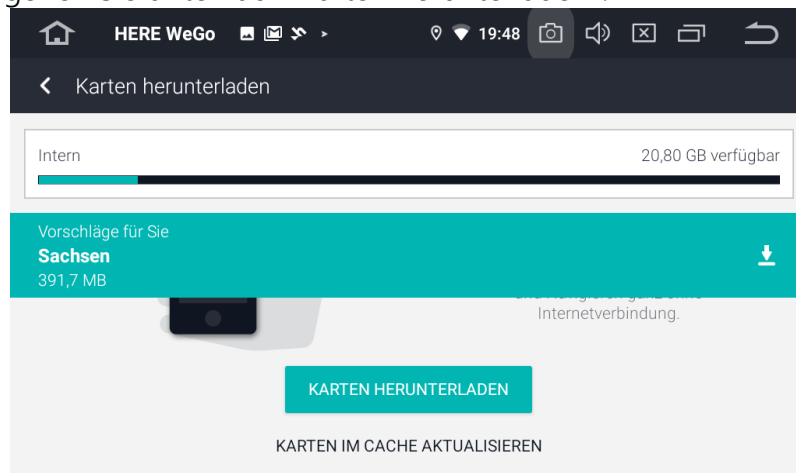 HERE WeGo
19:48
Karten herunterladen
Intern
20,80 GB verfügbar
Vorschläge für Sie
Sachsen
391,7 MB
Internetverbindung.
KARTEN HERUNTERLADEN
KARTEN IM CACHE AKTUALISIEREN